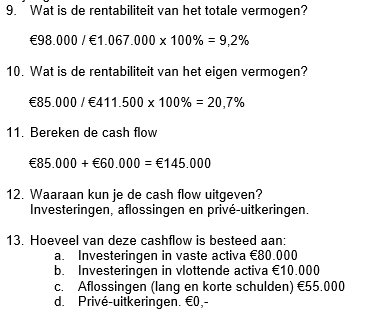 9. Wat is de rentabiliteit van het totale vermogen?
€98.000 / €1.067.000 x 100% = 9,2%
10. Wat is de rentabiliteit van het eigen vermogen?
€85.000 / €411.500 x 100% = 20,7%
11. Bereken de cash flow
€85.000 + €60.000 = €145.000
12. Waaraan kun je de cash flow uitgeven?
Investeringen, aflossingen en privé-uitkeringen.
13. Hoeveel van deze cashflow is besteed aan:
a. Investeringen in vaste activa €80.000
b. Investeringen in vlottende activa €10.000
c. Aflossingen (lang en korte schulden) €55.000
d. Privé-uitkeringen. €0,-